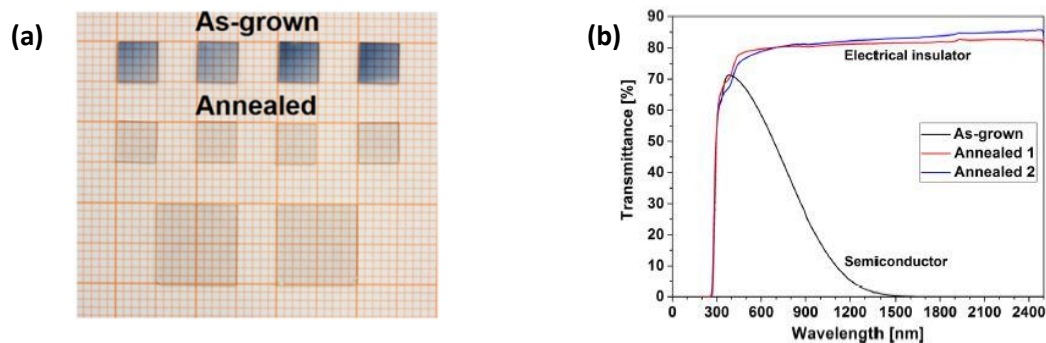 (a)
As-grown
Annealed
(b)
90
80
70
60
50
40
30
20
10
0
Transmittance [%]
Electrical insulator
As-grown
Annealed 1
Annealed 2
Semiconductor
0 300 600 900 1200 1500 1800 2100 2400
Wavelength [nm]